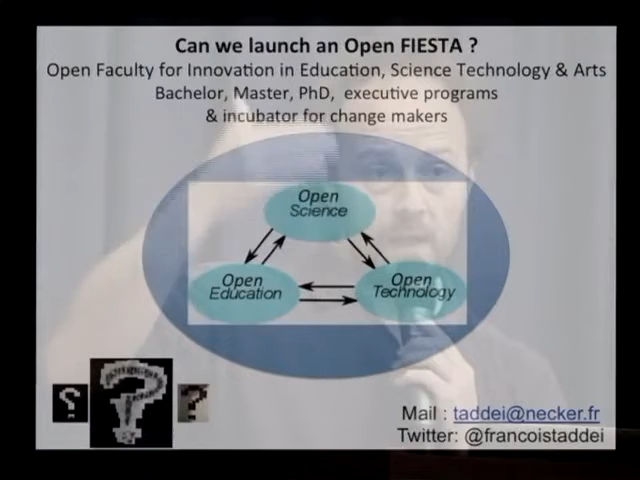 Can we launch an Open FIESTA ?
Open Faculty for Innovation in Education, Science Technology & Arts
Bachelor, Master, PhD, executive programs
& incubator for change makers
Open
Science
Open
Education
Open
Technology
Mail : taddei@necker.fr
Twitter: @francoistaddei